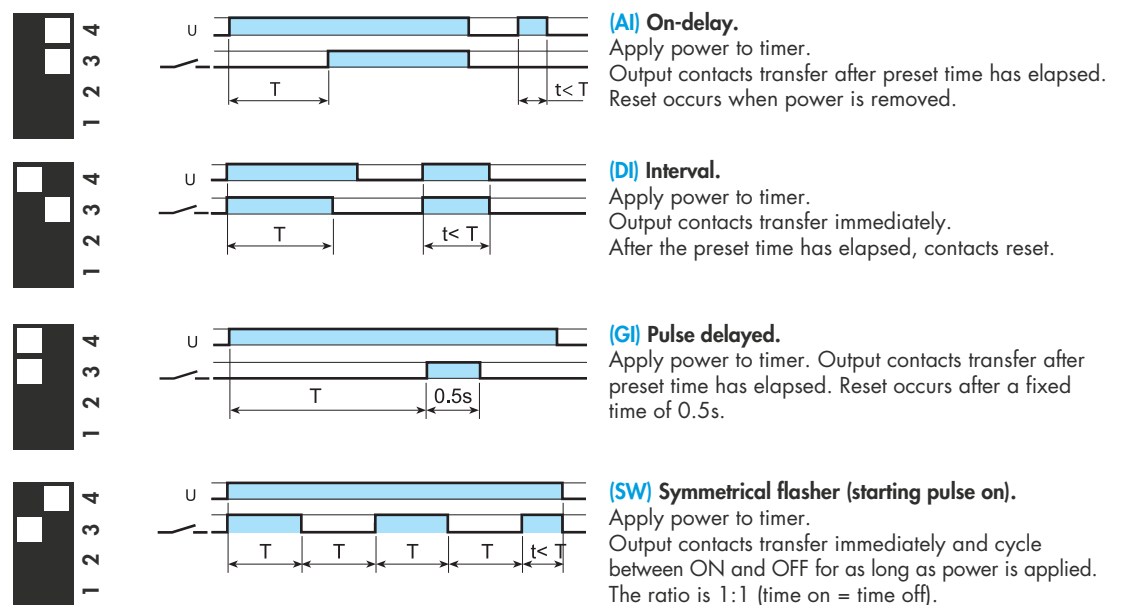 4
3
2
1
U
T
t< T
(AI) On-delay.
Apply power to timer.
Output contacts transfer after preset time has elapsed.
Reset occurs when power is removed.
4
3
2
1
U
T
t< T
(DI) Interval.
Apply power to timer.
Output contacts transfer immediately.
After the preset time has elapsed, contacts reset.
4
3
2
1
U
T
0.5s
(GI) Pulse delayed.
Apply power to timer. Output contacts transfer after
preset time has elapsed. Reset occurs after a fixed
time of 0.5s.
4
3
2
1
U
T T T T t< T
(SW) Symmetrical flasher (starting pulse on).
Apply power to timer.
Output contacts transfer immediately and cycle
between ON and OFF for as long as power is applied.
The ratio is 1:1 (time on = time off).